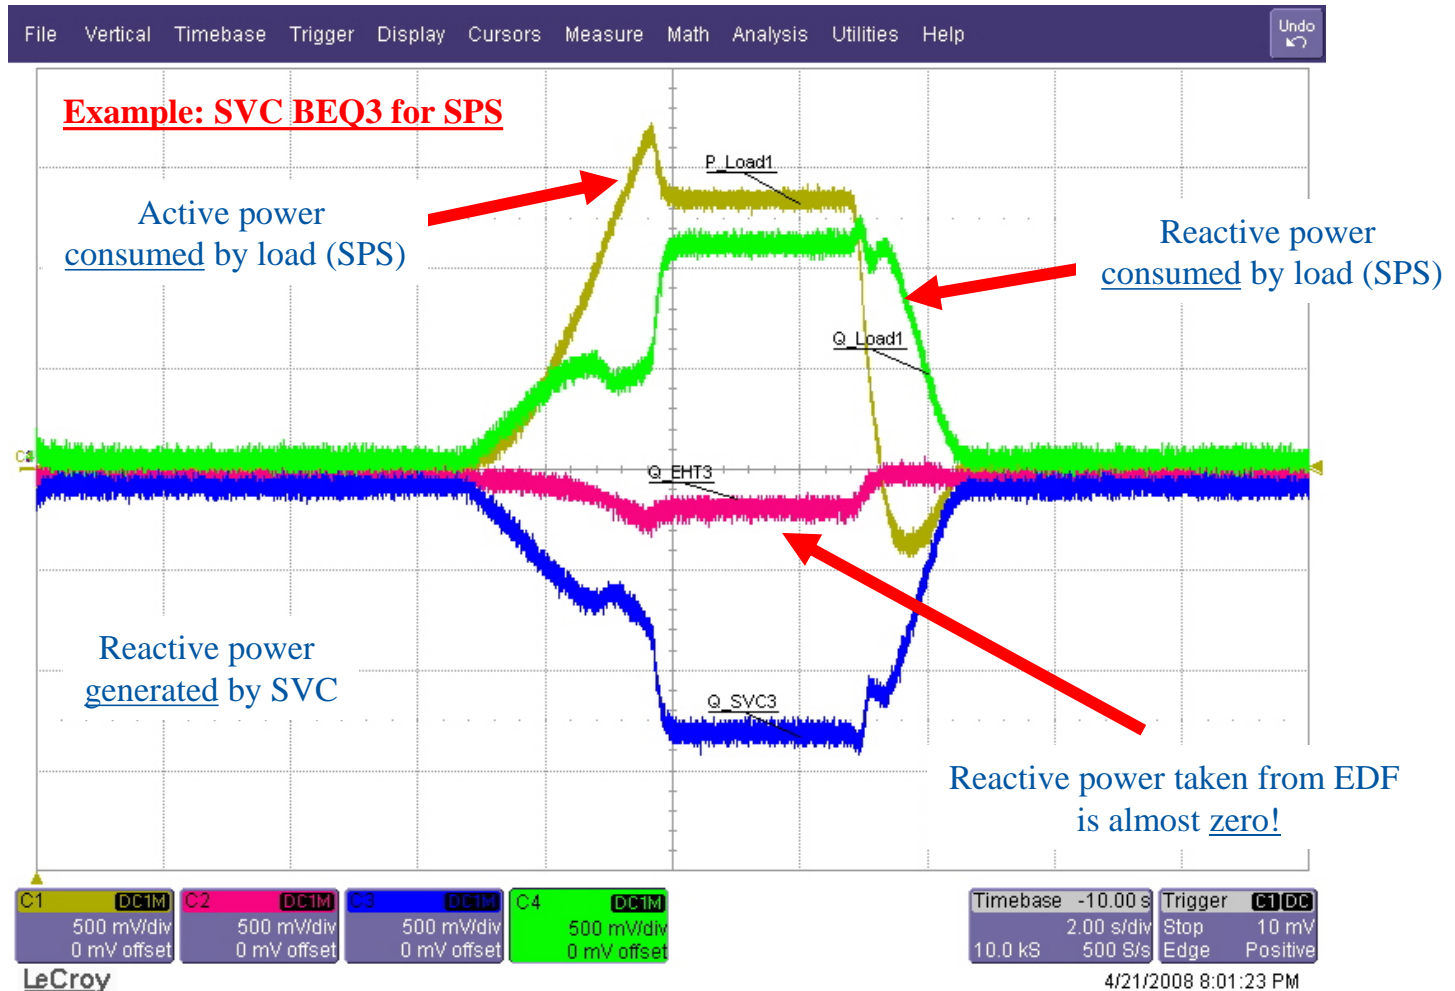 File Vertical Timebase Trigger Display Cursors Measure Math Analysis Utilities Help Undo
Example: SVC BEQ3 for SPS
P_Load1
Active power
consumed by load (SPS)
Reactive power
consumed by load (SPS)
Q_Load1
C3
Q_EHT3
Reactive power
generated by SVC
Q_SVC3
Reactive power taken from EDF
is almost zero!
C1 DC1M
500 mV/div
0 mV offset
C2 DC1M
500 mV/div
0 mV offset
C3 DC1M
500 mV/div
0 mV offset
C4 DC1M
500 mV/div
0 mV offset
Timebase -10.00 s
2.00 s/div
10.0 kS 500 S/s
Trigger C1 DC
Stop 10 mV
Edge Positive
LeCroy
4/21/2008 8:01:23 PM